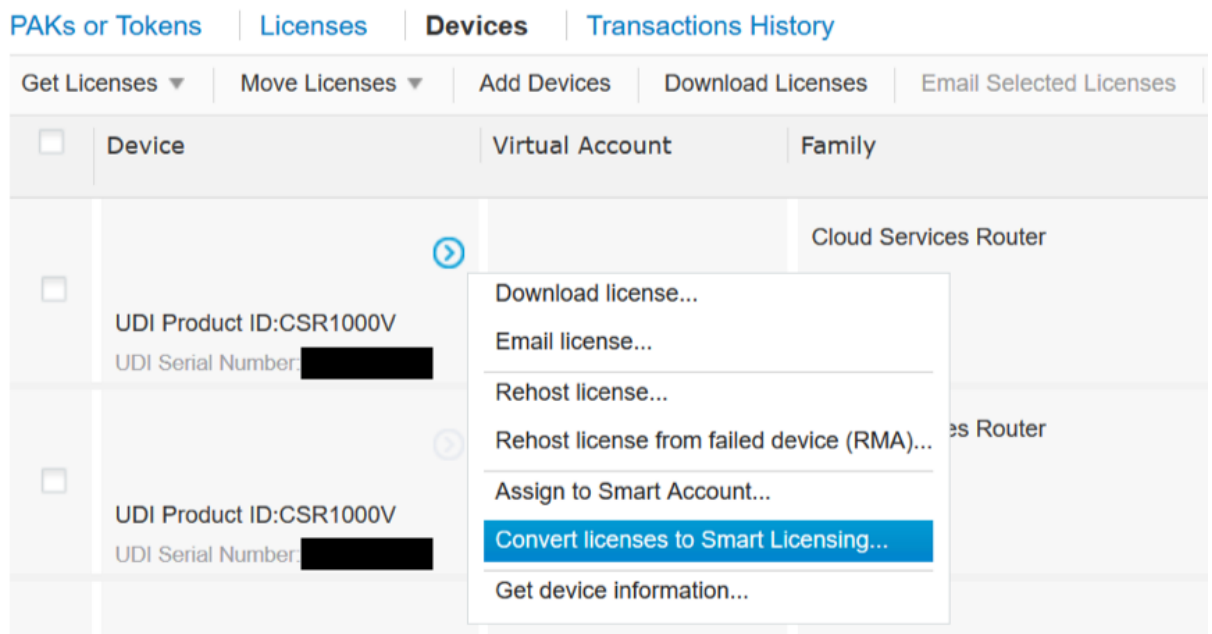 PAKs or Tokens Licenses Devices Transactions History
Get Licenses Move Licenses Add Devices Download Licenses Email Selected Licenses
Device Virtual Account Family
Cloud Services Router
UDI Product ID:CSR1000V
UDI Serial Number:
Download license...
Email license...
Rehost license...
Rehost license from failed device (RMA)...
Assign to Smart Account...
Convert licenses to Smart Licensing...
Get device information...
es Router
UDI Product ID:CSR1000V
UDI Serial Number: